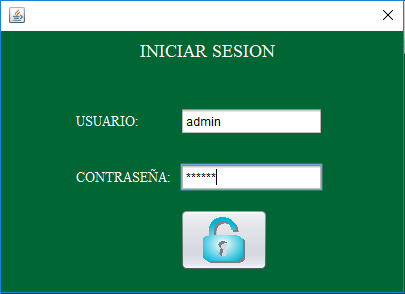 INICIAR SESION
USUARIO: admin
CONTRASEÑA: ******